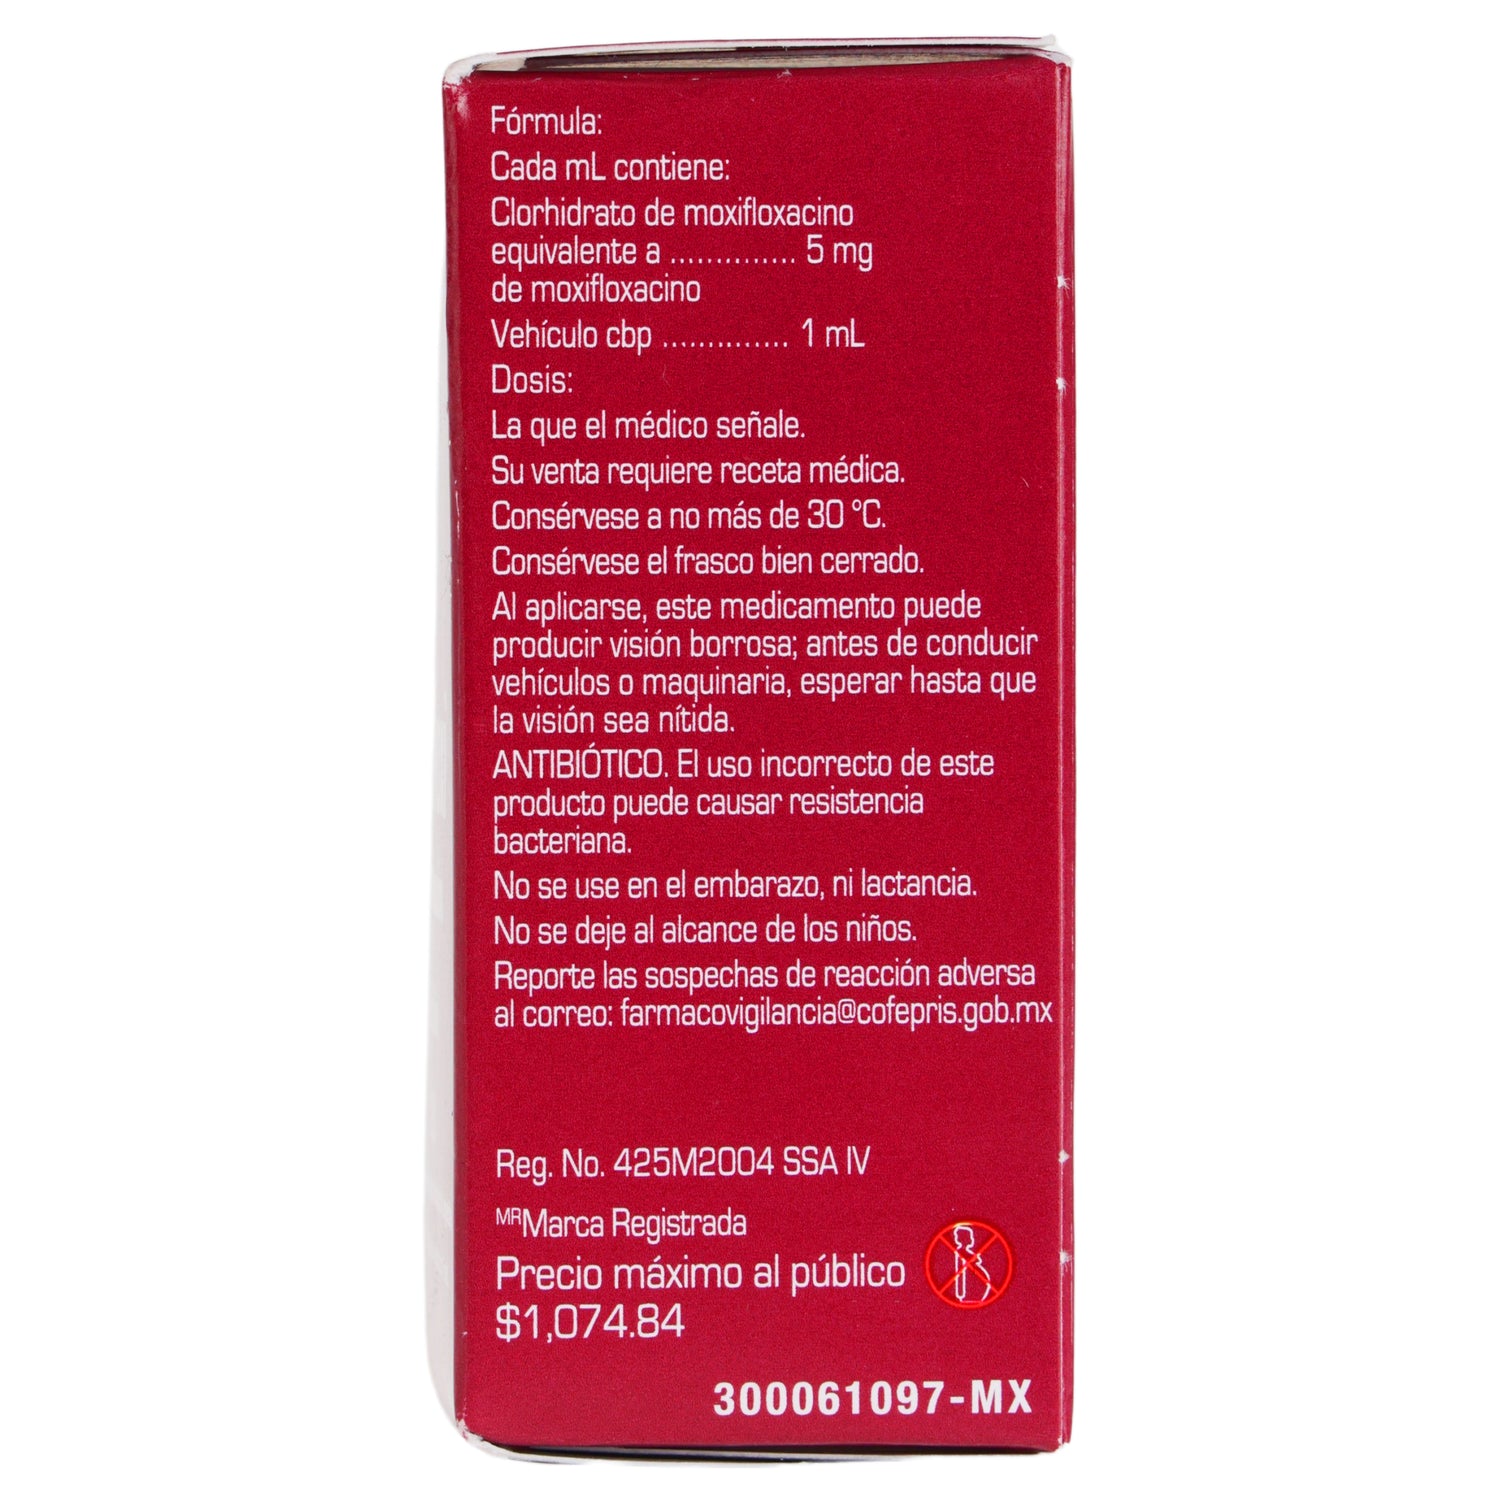 Fórmula:
Cada mL contiene:
Clorhidrato de moxifloxacino
equivalente a .............. 5 mg
de moxifloxacino
Vehículo cbp .............. 1 mL
Dosis:
La que el médico señale.
Su venta requiere receta médica.
Consérvese a no más de 30 °C.
Consérvese el frasco bien cerrado.
Al aplicarse, este medicamento puede
producir visión borrosa; antes de conducir
vehículos o maquinaria, esperar hasta que
la visión sea nítida.
ANTIBIÓTICO. El uso incorrecto de este
producto puede causar resistencia
bacteriana.
No se use en el embarazo, ni lactancia.
No se deje al alcance de los niños.
Reporte las sospechas de reacción adversa
al correo: farmacovigilancia@cofepris.gob.mx
Reg. No. 425M2004 SSA IV
MRMarca Registrada
Precio máximo al público
$1,074.84
300061097-MX